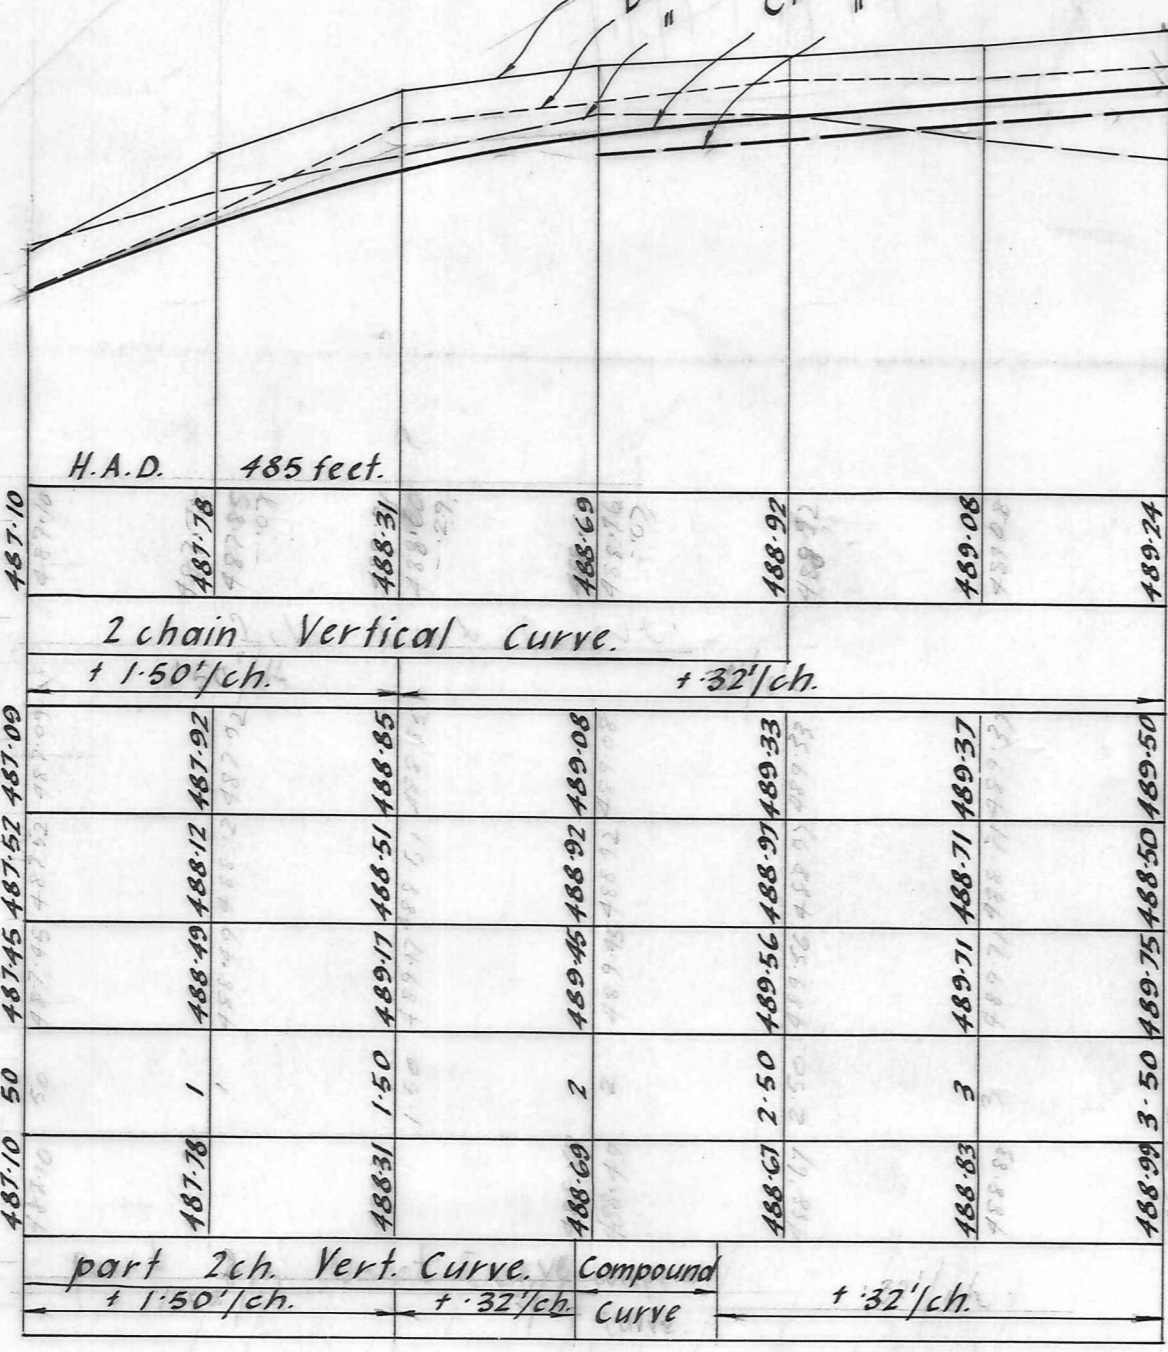 H.A.D. 485 feet.
487·10 487·78 488·31 488·69 488·92 489·08 489·24
2 chain Vertical Curve.
+ 1·50'/ch. + ·32'/ch.
487·09 487·92 488·85 489·08 489·33 489·37 489·50
487·52 488·12 488·51 488·92 488·97 488·71 488·50
487·45 488·49 489·17 489·45 489·56 489·71 489·75
50 1 1·50 2 2·50 3 3·50
487·10 487·78 488·31 488·69 488·67 488·83 488·99
part 2ch. Vert. Curve. Compound
+ 1·50'/ch. + ·32'/ch. Curve + ·32'/ch.